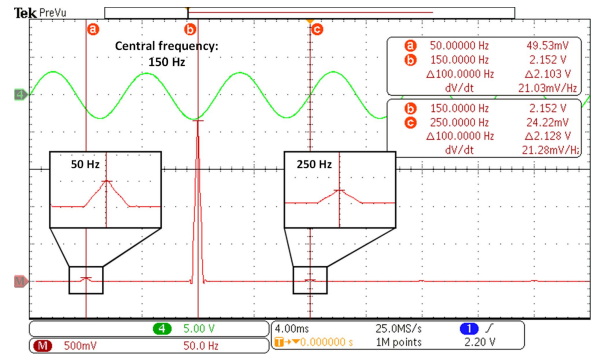 Tek PreVu
a
b
c
Central frequency:
150 Hz
a 50.00000 Hz 49.53mV
b 150.0000 Hz 2.152 V
Δ100.0000 Hz Δ2.103 V
dV/dt 21.03mV/Hz
b 150.0000 Hz 2.152 V
c 250.0000 Hz 24.22mV
Δ100.0000 Hz Δ2.128 V
dV/dt 21.28mV/Hz
4
50 Hz
250 Hz
M
4 5.00 V
M 500mV 50.0 Hz
4.00ms 25.0MS/s
T→▼0.000000 s 1M points
1 2.20 V